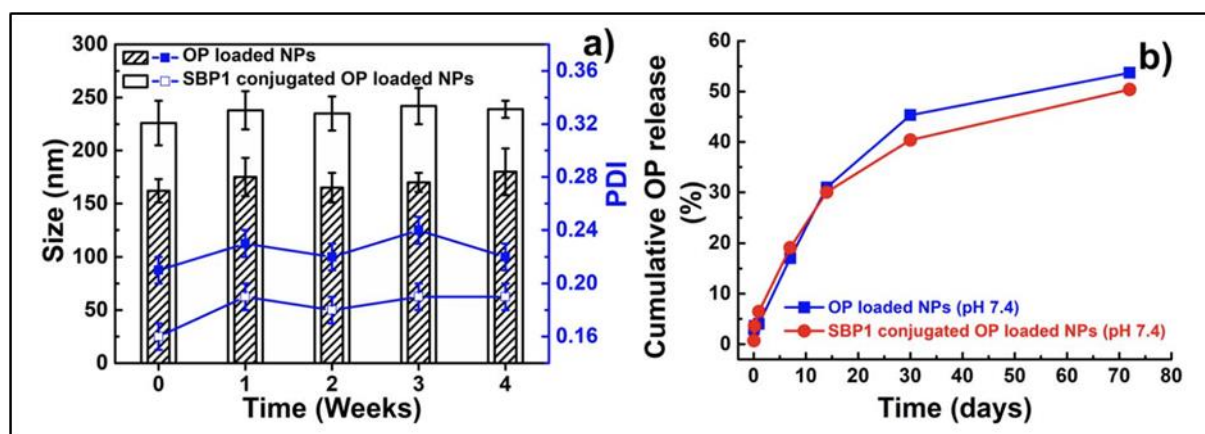 a)
OP loaded NPs
SBP1 conjugated OP loaded NPs
300
250
200
150
100
50
0
Size (nm)
0 1 2 3 4
Time (Weeks)
0.36
0.32
0.28
0.24
0.20
0.16
PDI
b)
60
50
40
30
20
10
0
Cumulative OP release
(%)
OP loaded NPs (pH 7.4)
SBP1 conjugated OP loaded NPs (pH 7.4)
0 10 20 30 40 50 60 70 80
Time (days)